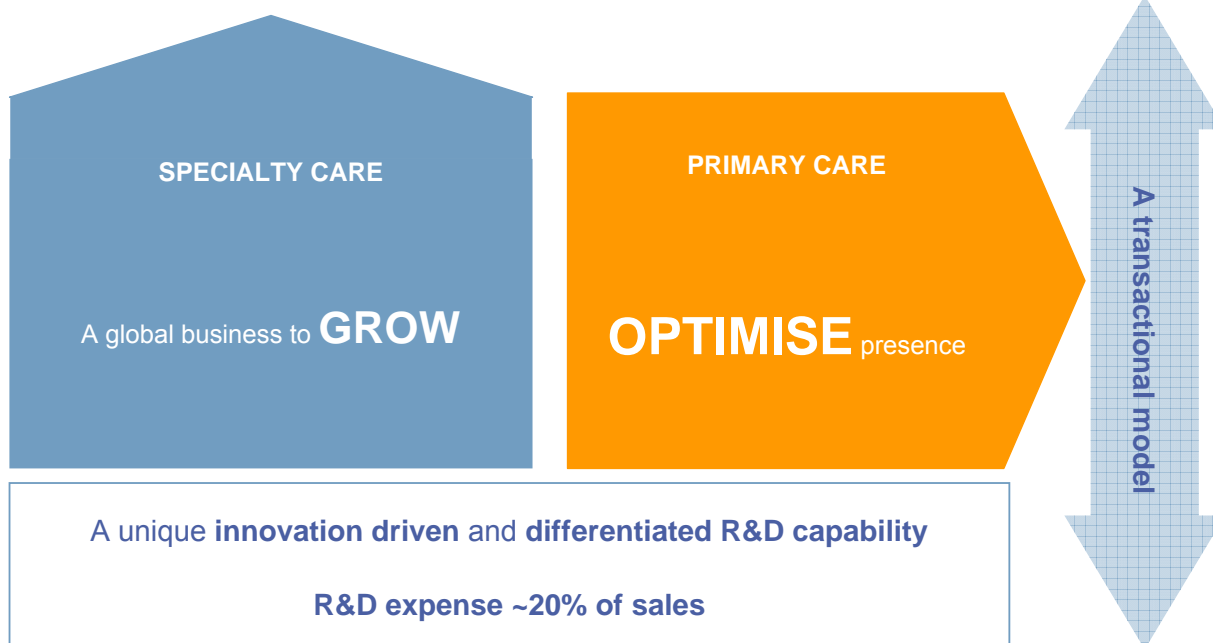 SPECIALTY CARE
A global business to GROW
PRIMARY CARE
OPTIMISE presence
A transactional model
A unique innovation driven and differentiated R&D capability
R&D expense ~20% of sales